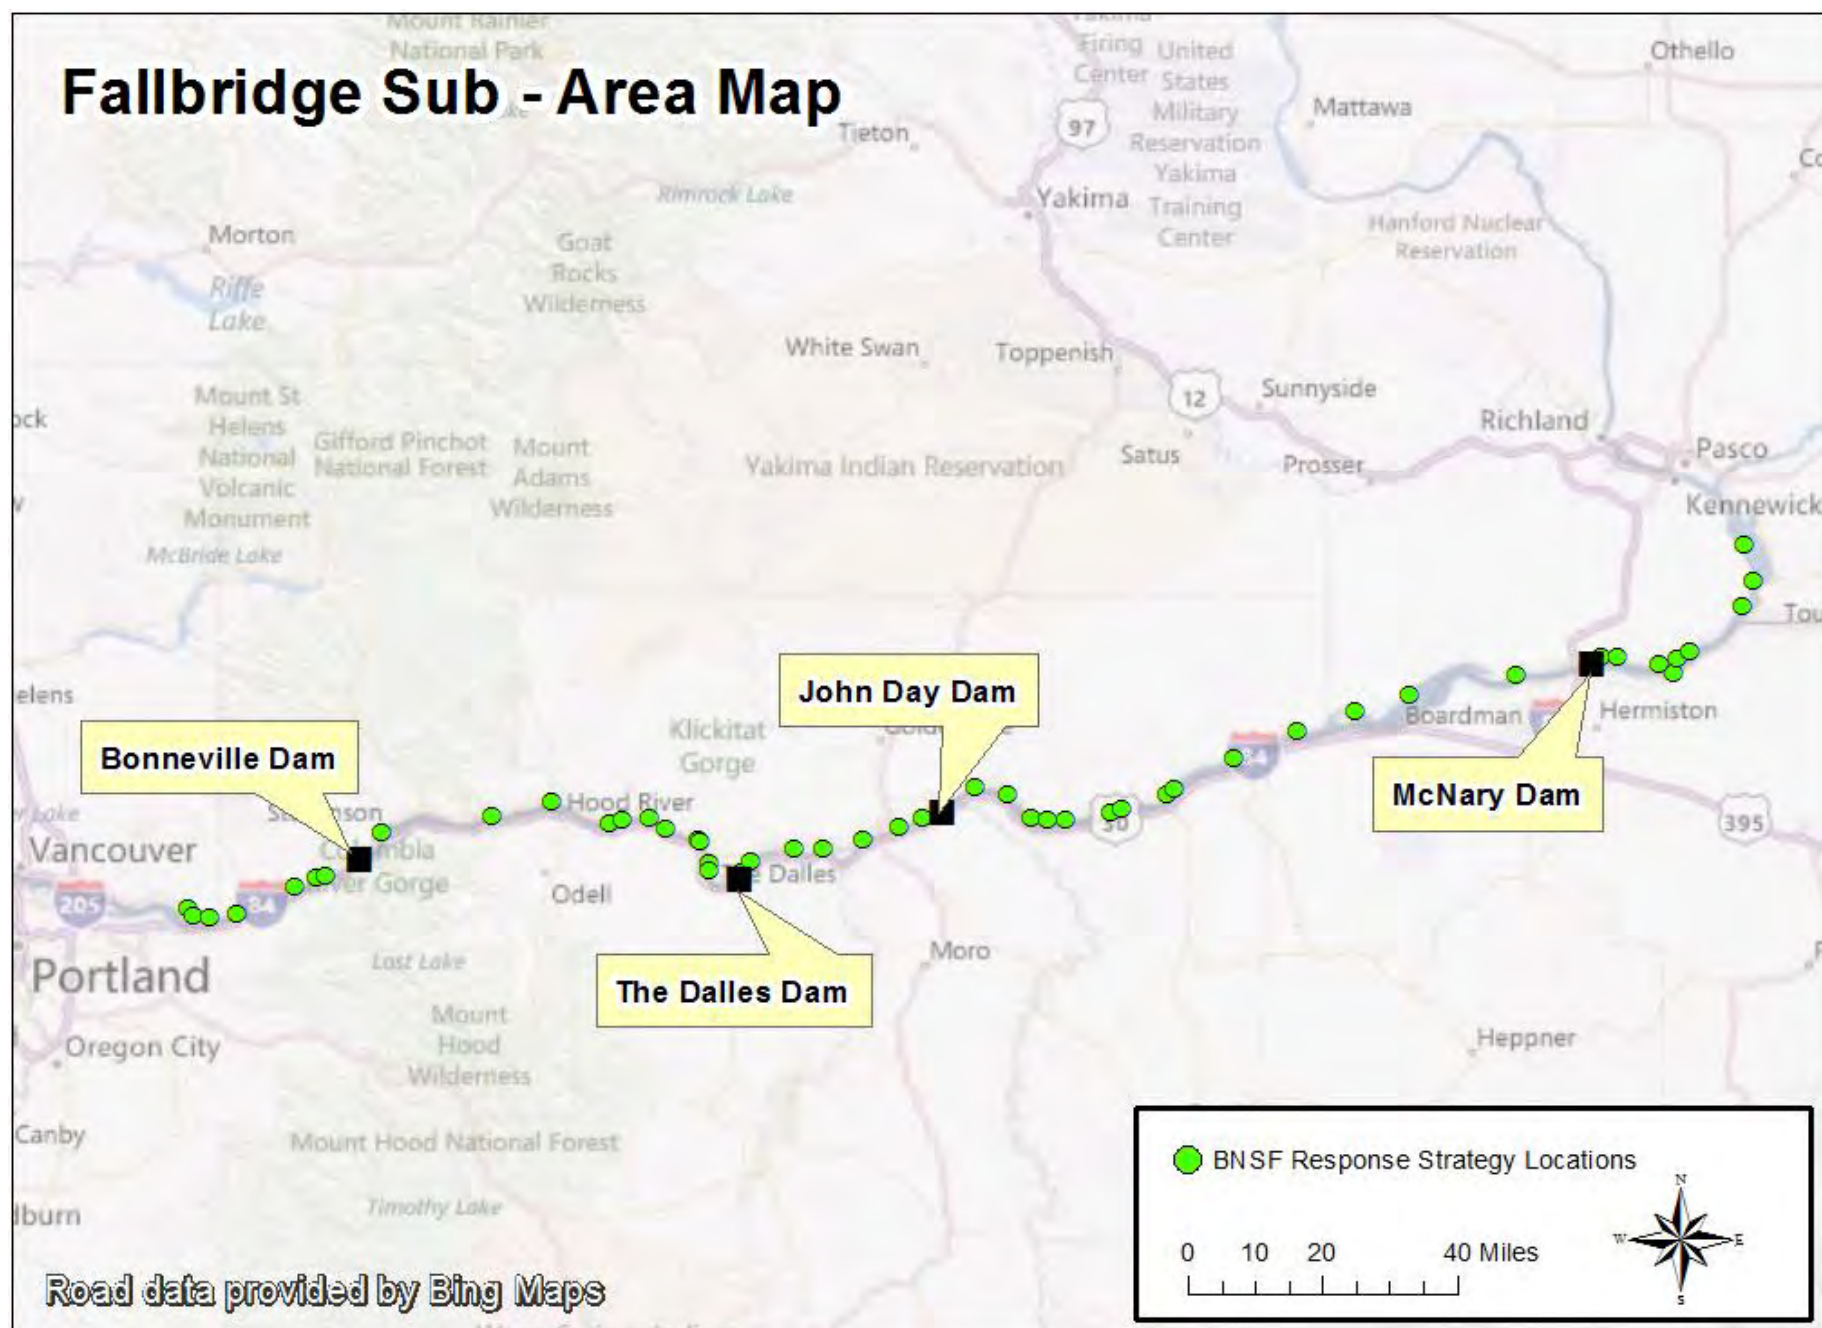 Mount Rainier
National Park
Fallbridge Sub - Area Map
Firing
Center
United
States
Military
Reservation
Yakima
Training
Center
97
Othello
Mattawa
Tieton
Rimrock Lake
Yakima
Hanford Nuclear
Reservation
Morton
Riffe
Lake
Goat
Rocks
Wilderness
White Swan
Toppenish
12
Sunnyside
Mount St
Helens
National
Volcanic
Monument
Gifford Pinchot
National Forest
Mount
Adams
Wilderness
Yakima Indian Reservation
Satus
Prosser
Richland
Pasco
Kennewick
McBride Lake
elens
John Day Dam
Klickitat
Gorge
Boardman
Hermiston
Bonneville Dam
84
McNary Dam
Hood River
395
Vancouver
205
84
Odell
The Dalles Dam
Moro
Portland
Lost Lake
Mount
Hood
Wilderness
Oregon City
Heppner
Canby
Mount Hood National Forest
Timothy Lake
dburn
BNSF Response Strategy Locations
0 10 20 40 Miles
N
W E
S
Road data provided by Bing Maps